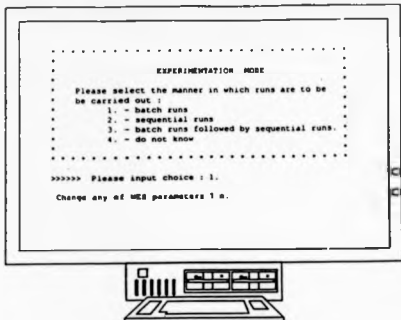 EXPERIMENTATION MODE
Please select the manner in which runs are to be
be carried out :
1. - batch runs
2. - sequential runs
3. - batch runs followed by sequential runs.
4. - do not know
>>>>>> Please input choice : 1.
Change any of WES parameters ? n.